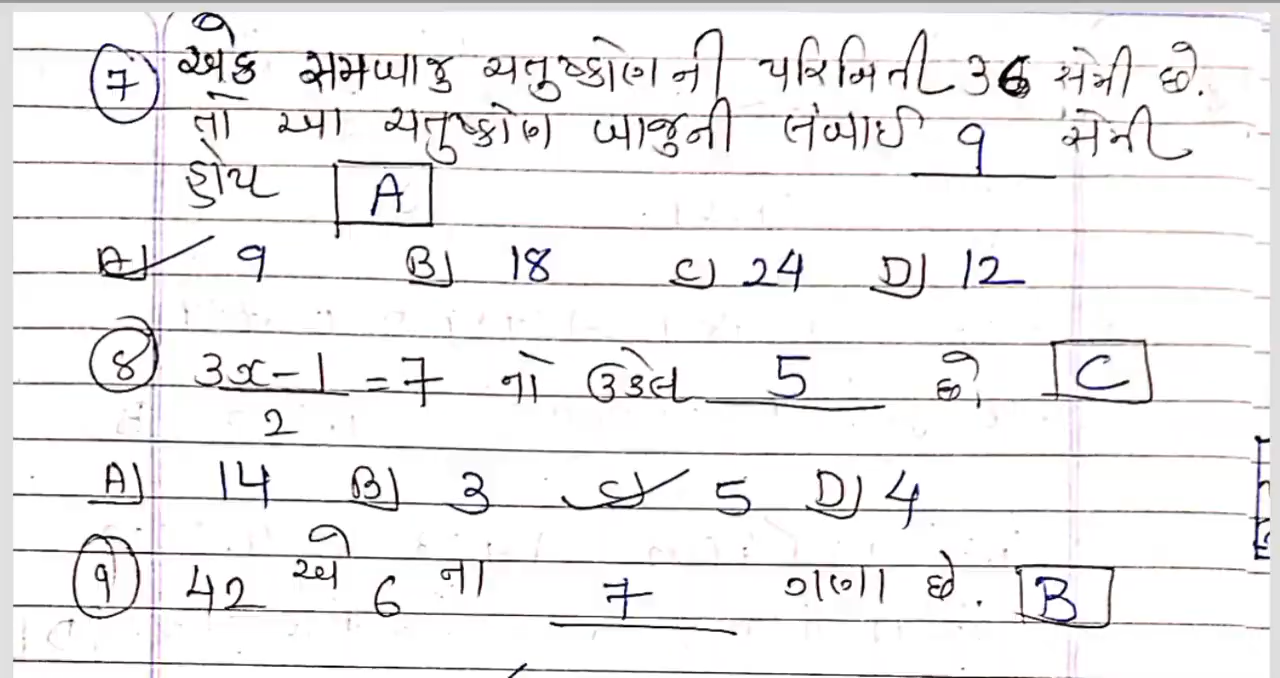 (7) એક સમબાજુ ચતુષ્કોણની પરિમિતી 36 સેમી છે.
તો આ ચતુષ્કોણ બાજુની લંબાઈ 9 સેમી
હોય A
A) 9 B) 18 C) 24 D) 12
(8) 3x-1/2 = 7 નો ઉકેલ 5 છે, C
A) 14 B) 3 C) 5 D) 4
(9) 42 એ 6 ના 7 ગણા છે. B